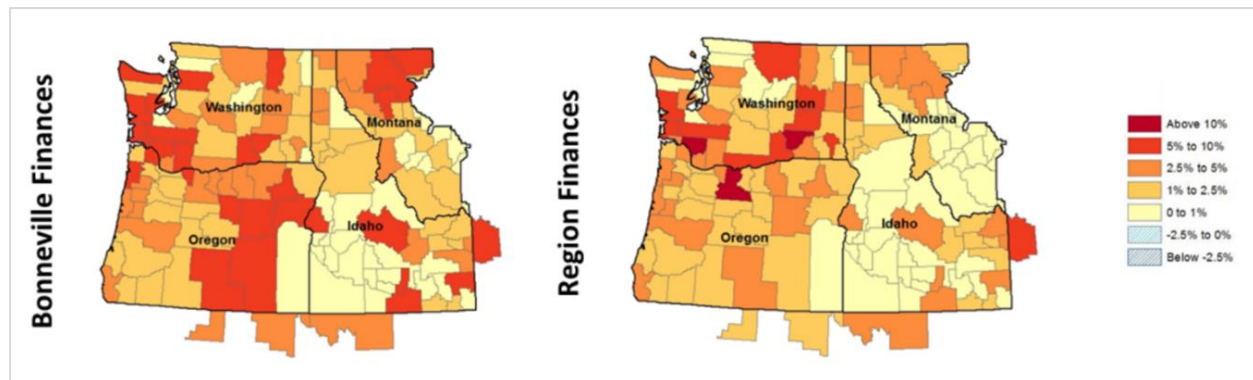 Bonneville Finances
Washington
Montana
Oregon
Idaho
Region Finances
Washington
Montana
Oregon
Idaho
Above 10%
5% to 10%
2.5% to 5%
1% to 2.5%
0 to 1%
-2.5% to 0%
Below -2.5%